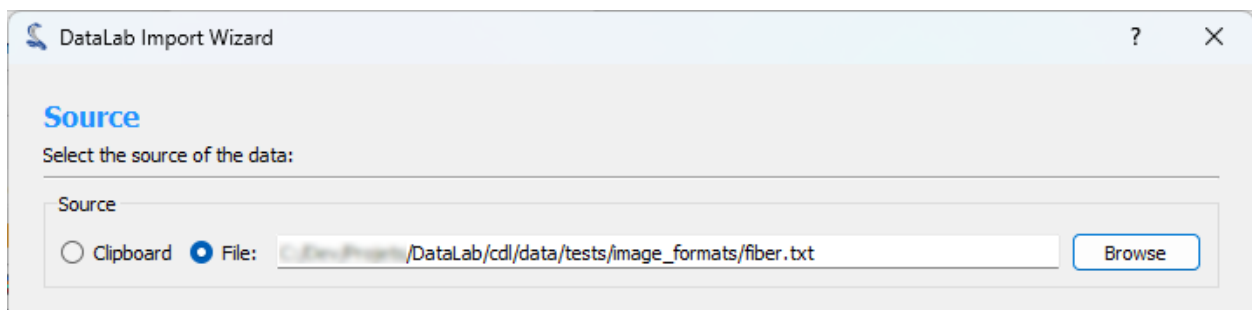 DataLab Import Wizard ? ×
Source
Select the source of the data:
Source
Clipboard File: /DataLab/cdl/data/tests/image_formats/fiber.txt Browse